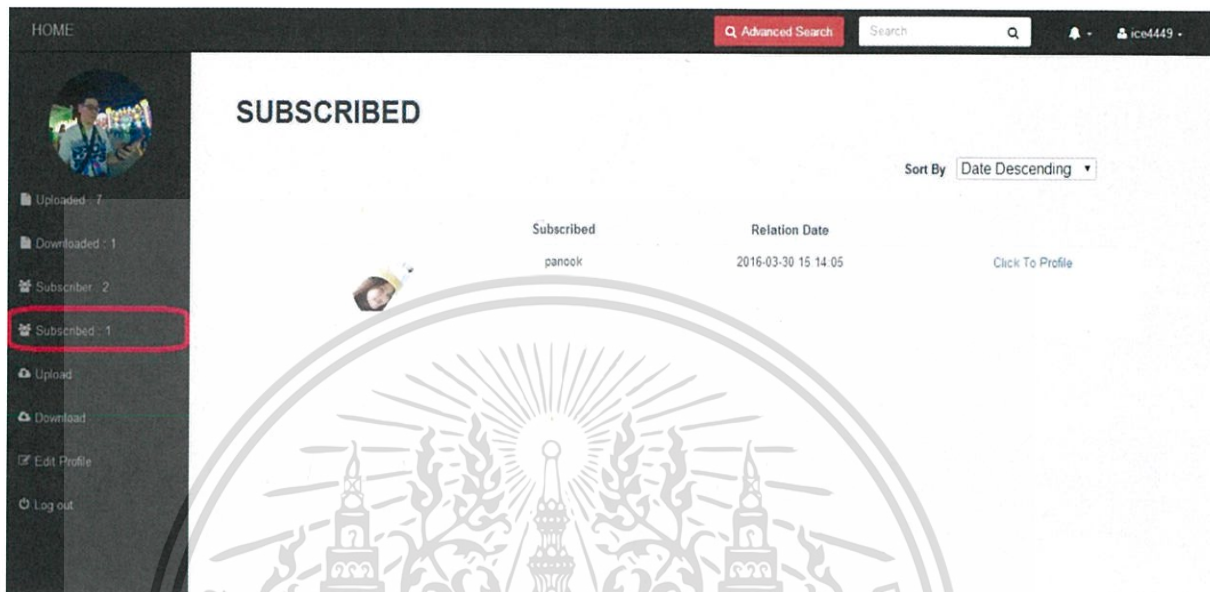 HOME
Advanced Search
Search
ice4449
SUBSCRIBED
Sort By Date Descending
Uploaded : 7
Downloaded : 1
Subscriber : 2
Subscribed : 1
Upload
Download
Edit Profile
Log out
Subscribed Relation Date
panook 2016-03-30 15:14:05 Click To Profile